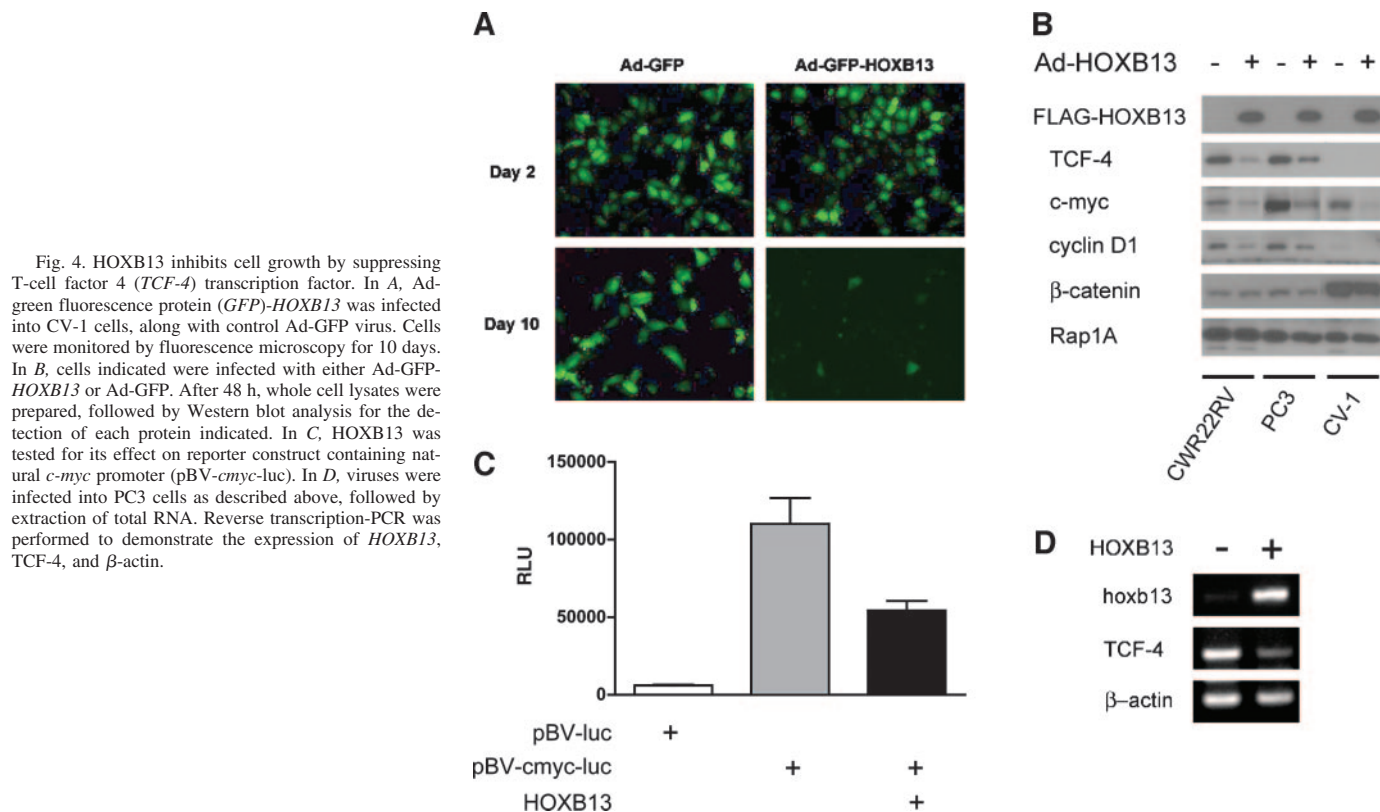 Fig. 4. HOXB13 inhibits cell growth by suppressing
T-cell factor 4 (TCF-4) transcription factor. In A, Ad-
green fluorescence protein (GFP)-HOXB13 was infected
into CV-1 cells, along with control Ad-GFP virus. Cells
were monitored by fluorescence microscopy for 10 days.
In B, cells indicated were infected with either Ad-GFP-
HOXB13 or Ad-GFP. After 48 h, whole cell lysates were
prepared, followed by Western blot analysis for the de-
tection of each protein indicated. In C, HOXB13 was
tested for its effect on reporter construct containing nat-
ural c-myc promoter (pBV-cmyc-luc). In D, viruses were
infected into PC3 cells as described above, followed by
extraction of total RNA. Reverse transcription-PCR was
performed to demonstrate the expression of HOXB13,
TCF-4, and β-actin.
A
Ad-GFP Ad-GFP-HOXB13
Day 2
Day 10
B
Ad-HOXB13 - + - + - +
FLAG-HOXB13
TCF-4
c-myc
cyclin D1
β-catenin
Rap1A
CWR22RV PC3 CV-1
C
RLU
150000
100000
50000
0
pBV-luc +
pBV-cmyc-luc + +
HOXB13 +
D
HOXB13 - +
hoxb13
TCF-4
β–actin